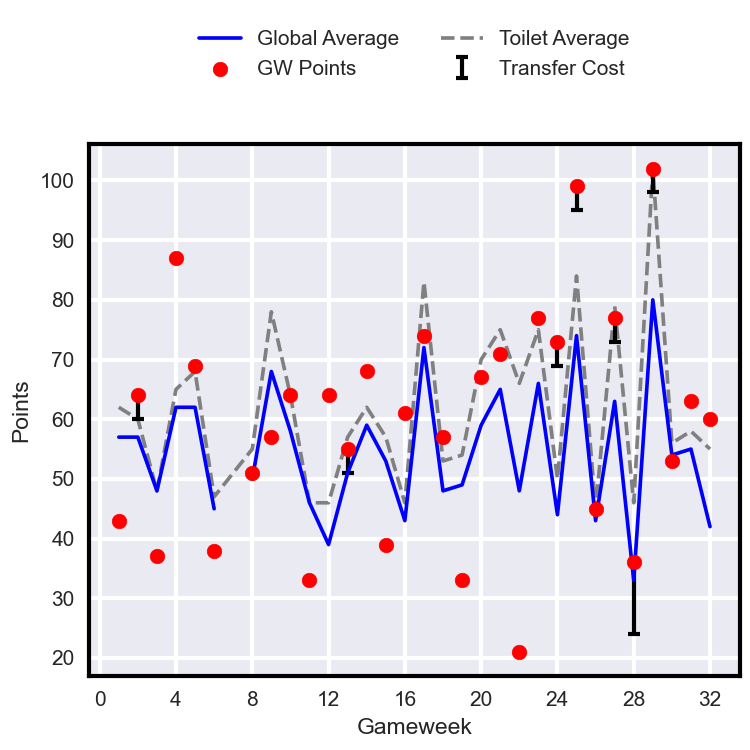 Global Average
Toilet Average
GW Points
Transfer Cost
100
90
80
70
60
50
40
30
20
Points
0 4 8 12 16 20 24 28 32
Gameweek